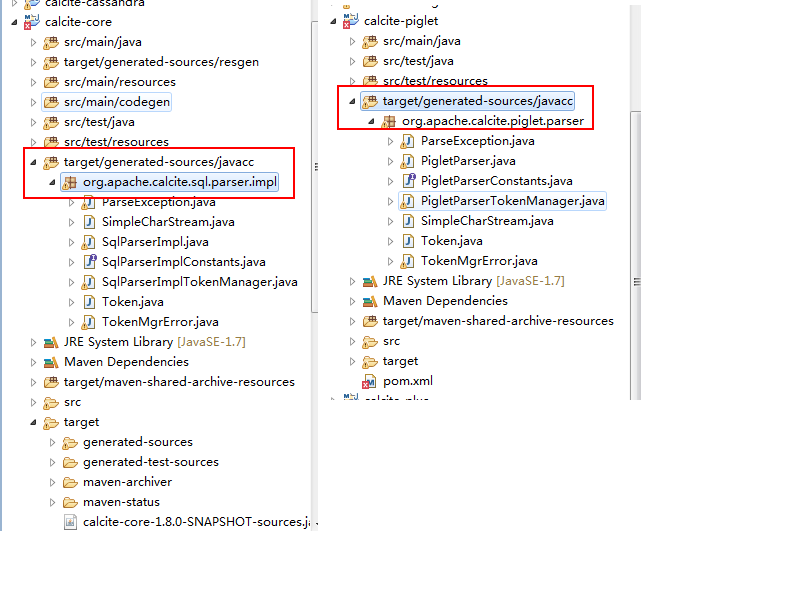 calcite-cassandra
calcite-core
src/main/java
target/generated-sources/resgen
src/main/resources
src/main/codegen
src/test/java
src/test/resources
target/generated-sources/javacc
org.apache.calcite.sql.parser.impl
ParseException.java
SimpleCharStream.java
SqlParserImpl.java
SqlParserImplConstants.java
SqlParserImplTokenManager.java
Token.java
TokenMgrError.java
JRE System Library [JavaSE-1.7]
Maven Dependencies
target/maven-shared-archive-resources
src
target
generated-sources
generated-test-sources
maven-archiver
maven-status
calcite-core-1.8.0-SNAPSHOT-sources.ja
calcite-piglet
src/main/java
src/test/java
src/test/resources
target/generated-sources/javacc
org.apache.calcite.piglet.parser
ParseException.java
PigletParser.java
PigletParserConstants.java
PigletParserTokenManager.java
SimpleCharStream.java
Token.java
TokenMgrError.java
JRE System Library [JavaSE-1.7]
Maven Dependencies
target/maven-shared-archive-resources
src
target
pom.xml